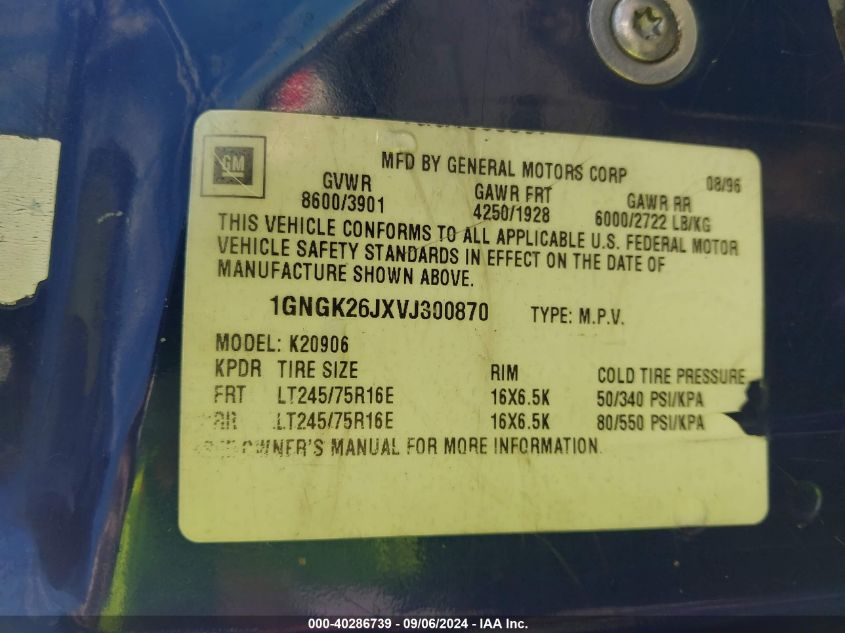 GM
MFD BY GENERAL MOTORS CORP 08/96
GVWR GAWR FRT GAWR RR
8600/3901 4250/1928 6000/2722 LB/KG
THIS VEHICLE CONFORMS TO ALL APPLICABLE U.S. FEDERAL MOTOR
VEHICLE SAFETY STANDARDS IN EFFECT ON THE DATE OF
MANUFACTURE SHOWN ABOVE.
1GNGK26JXVJ300870 TYPE: M.P.V.
MODEL: K20906
KPDR TIRE SIZE RIM COLD TIRE PRESSURE
FRT LT245/75R16E 16X6.5K 50/340 PSI/KPA
RR LT245/75R16E 16X6.5K 80/550 PSI/KPA
OWNER'S MANUAL FOR MORE INFORMATION.
000-40286739 - 09/06/2024 - IAA Inc.